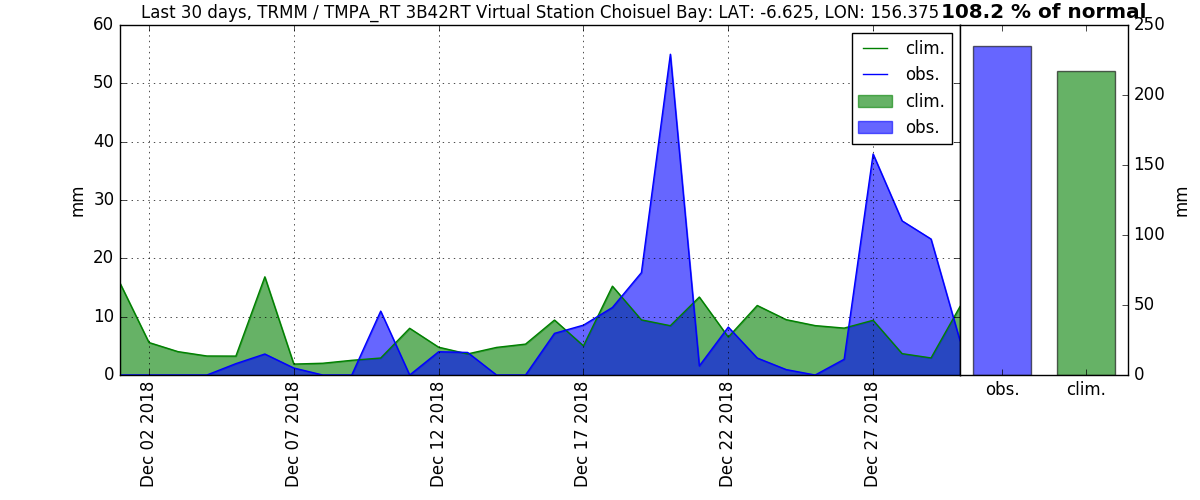 Last 30 days, TRMM / TMPA_RT 3B42RT Virtual Station Choisuel Bay: LAT: -6.625, LON: 156.375
108.2 % of normal
60
50
40
30
20
10
0
mm
clim.
obs.
clim.
obs.
Dec 02 2018
Dec 07 2018
Dec 12 2018
Dec 17 2018
Dec 22 2018
Dec 27 2018
250
200
150
100
50
0
mm
obs.
clim.